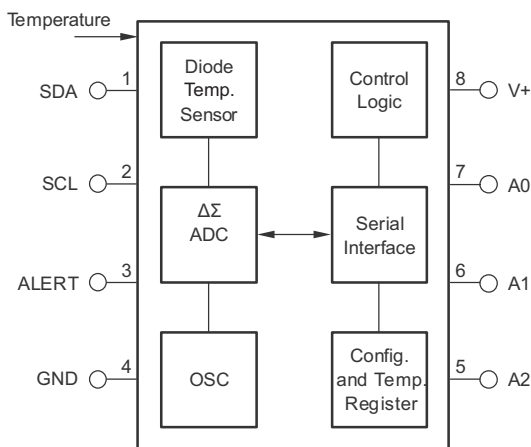 Temperature
Diode
Temp.
Sensor
Control
Logic
1
SDA
8
V+
2
SCL
7
A0
ΔΣ
ADC
Serial
Interface
3
ALERT
6
A1
4
GND
OSC
Config.
and Temp.
Register
5
A2